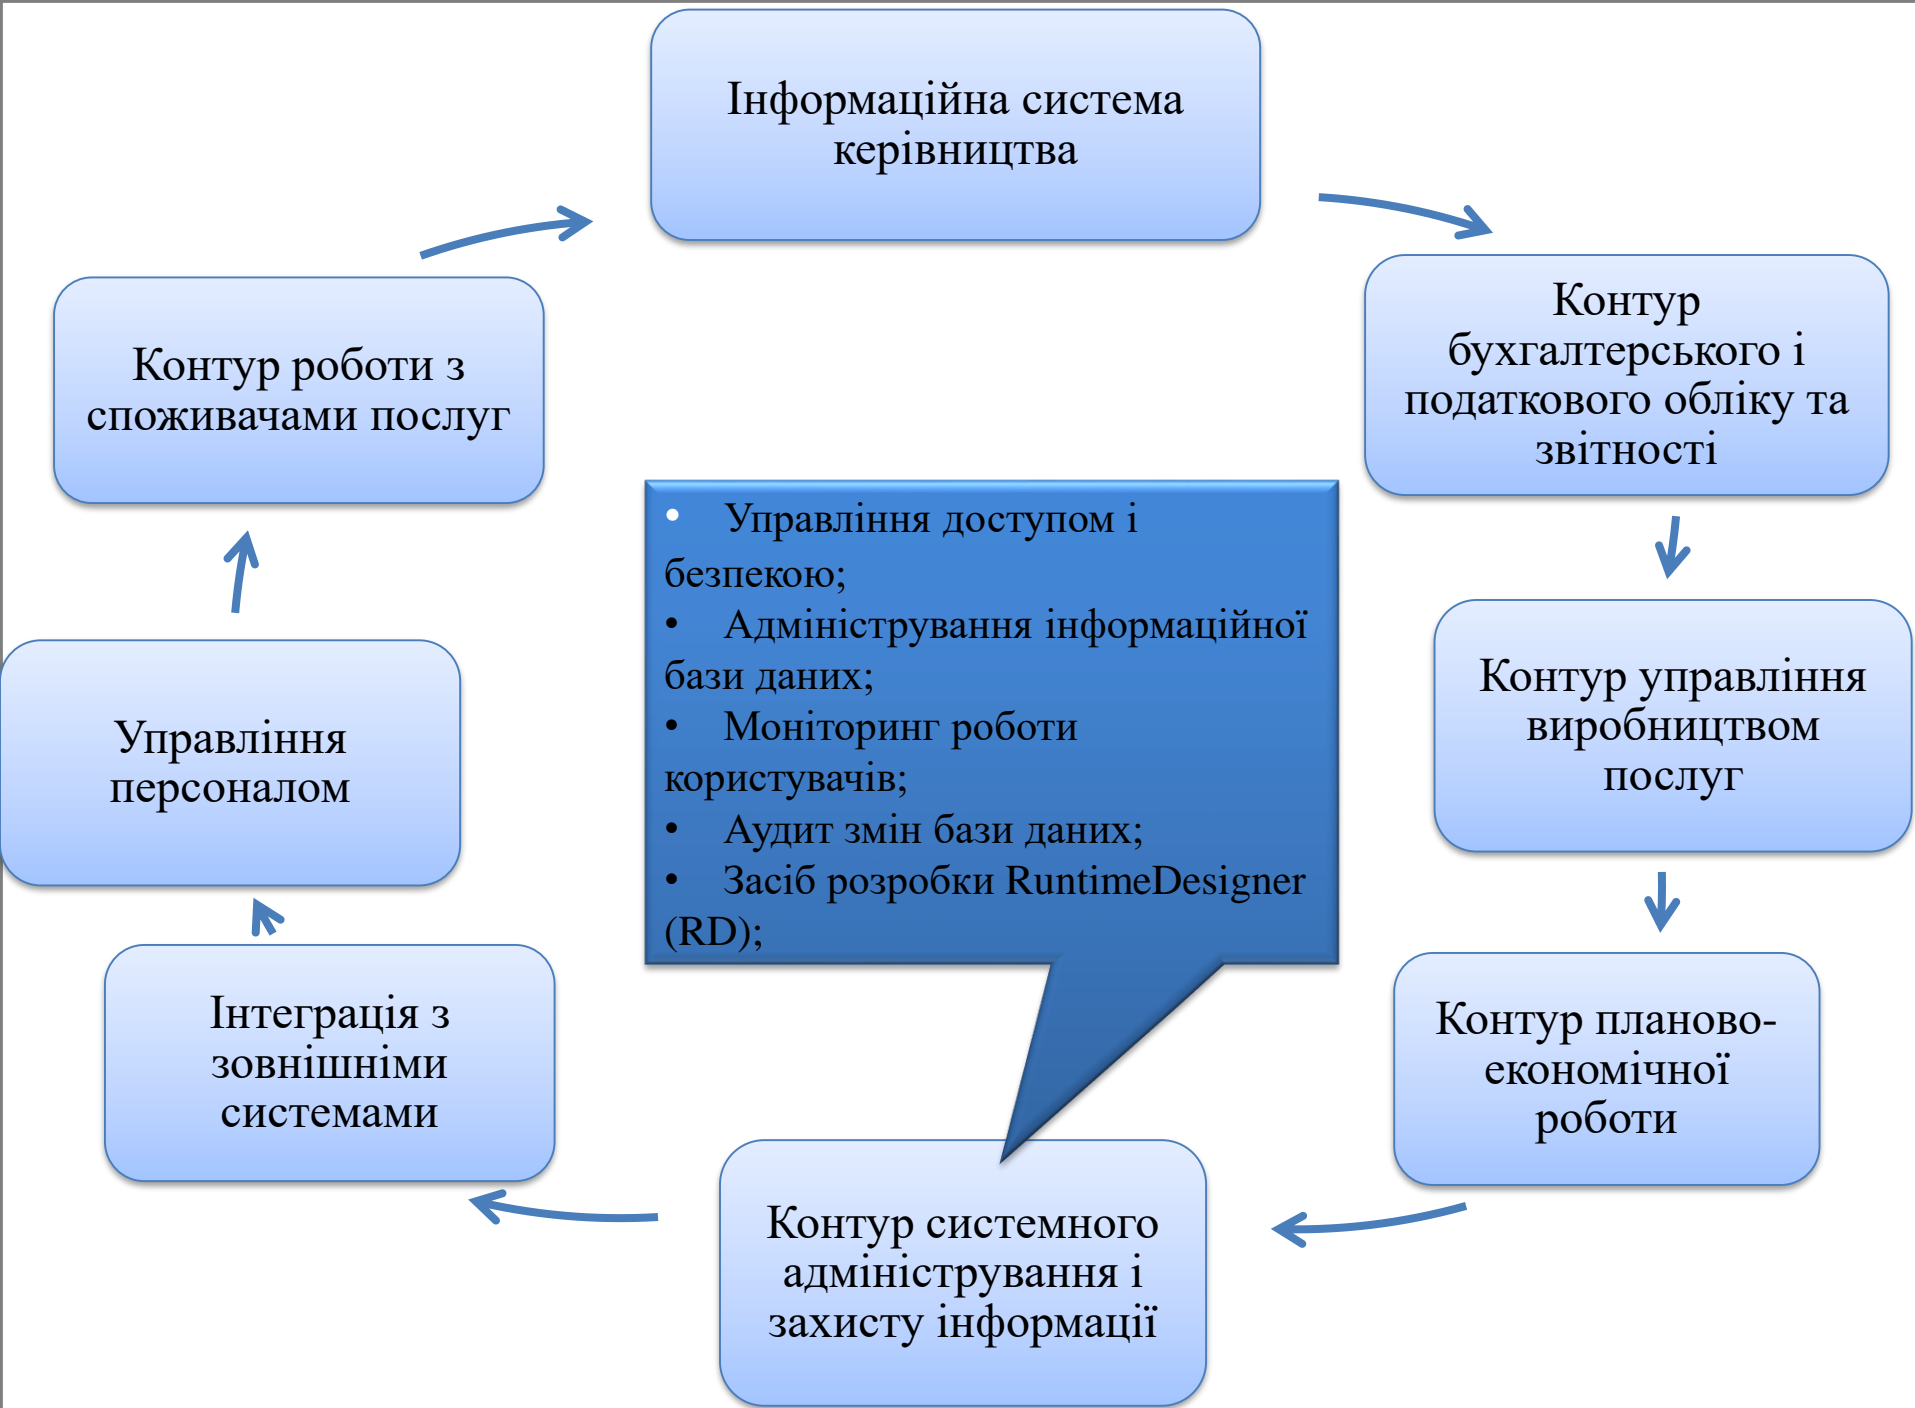 Інформаційна система
керівництва
Контур
бухгалтерського і
податкового обліку та
звітності
Контур управління
виробництвом
послуг
Контур планово-
економічної
роботи
Контур системного
адміністрування і
захисту інформації
Інтеграція з
зовнішніми
системами
Управління
персоналом
Контур роботи з
споживачами послуг
• Управління доступом і
безпекою;
• Адміністрування інформаційної
бази даних;
• Моніторинг роботи
користувачів;
• Аудит змін бази даних;
• Засіб розробки RuntimeDesigner
(RD);